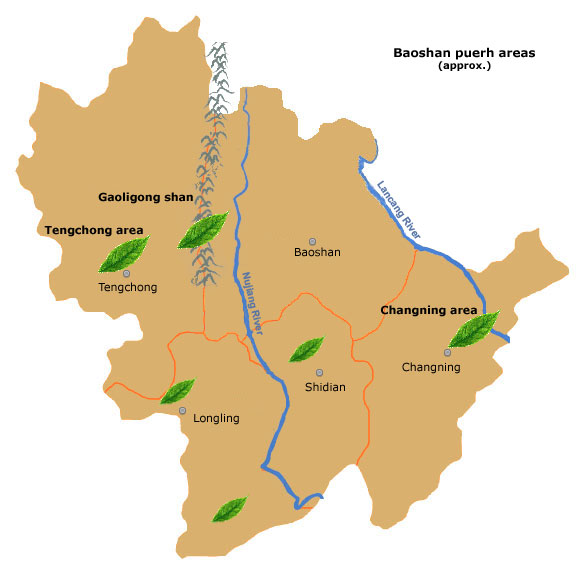 Baoshan puerh areas
(approx.)
Gaoligong shan
Lancang River
Tengchong area
Baoshan
Tengchong
Nujiang River
Changning area
Changning
Shidian
Longling